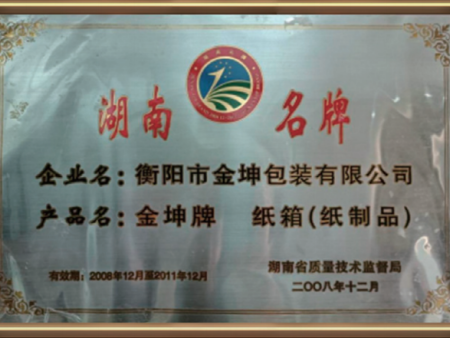 湖南 名牌
企业名：衡阳市金坤包装有限公司
产品名：金坤牌 纸箱（纸制品）
有效期：2008年12月至2011年12月
湖南省质量技术监督局
二〇〇八年十二月